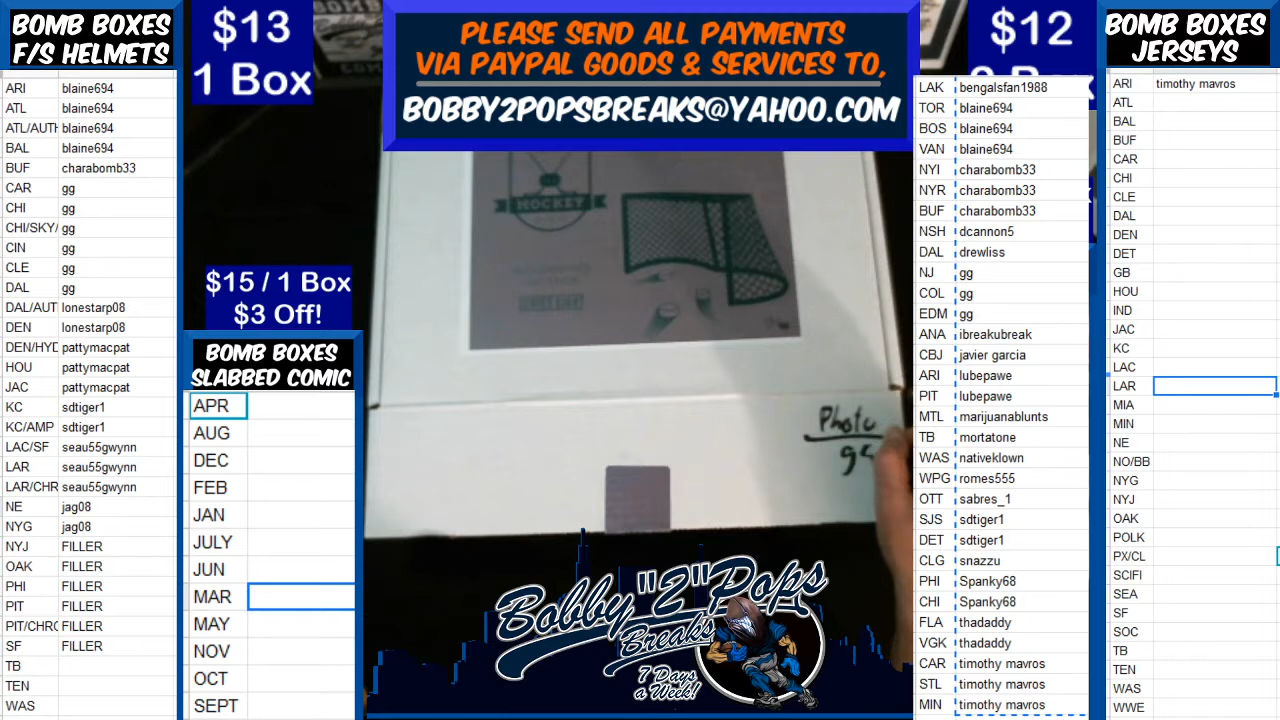 BOMB BOXES
F/S HELMETS
ARI blaine694
ATL blaine694
ATL/AUTH blaine694
BAL blaine694
BUF charabomb33
CAR gg
CHI gg
CHI/SKY/ gg
CIN gg
CLE gg
DAL gg
DAL/AUT lonestarp08
DEN lonestarp08
DEN/HYD pattymacpat
HOU pattymacpat
JAC pattymacpat
KC sdtiger1
KC/AMP sdtiger1
LAC/SF seau55gwynn
LAR seau55gwynn
LAR/CHR seau55gwynn
NE jag08
NYG jag08
NYJ FILLER
OAK FILLER
PHI FILLER
PIT FILLER
PIT/CHRO FILLER
SF FILLER
TB
TEN
WAS
$13
1 Box
$15 / 1 Box
$3 Off!
BOMB BOXES
SLABBED COMIC
APR
AUG
DEC
FEB
JAN
JULY
JUN
MAR
MAY
NOV
OCT
SEPT
PLEASE SEND ALL PAYMENTS
VIA PAYPAL GOODS & SERVICES TO,
BOBBY2POPSBREAKS@YAHOO.COM
HOCKEY
Photo
Bobby "2" Pops
Breaks
7 Days
a Week!
$12
LAK bengalsfan1988
TOR blaine694
BOS blaine694
VAN blaine694
NYI charabomb33
NYR charabomb33
BUF charabomb33
NSH dcannon5
DAL drewliss
NJ gg
COL gg
EDM gg
ANA ibreakubreak
CBJ javier garcia
ARI lubepawe
PIT lubepawe
MTL marijuanablunts
TB mortatone
WAS nativeklown
WPG romes555
OTT sabres_1
SJS sdtiger1
DET sdtiger1
CLG snazzu
PHI Spanky68
CHI Spanky68
FLA thadaddy
VGK thadaddy
CAR timothy mavros
STL timothy mavros
MIN timothy mavros
BOMB BOXES
JERSEYS
ARI timothy mavros
ATL
BAL
BUF
CAR
CHI
CLE
DAL
DEN
DET
GB
HOU
IND
JAC
KC
LAC
LAR
MIA
MIN
NE
NO/BB
NYG
NYJ
OAK
POLK
PX/CL
SCIFI
SEA
SF
SOC
TB
TEN
WAS
WWE